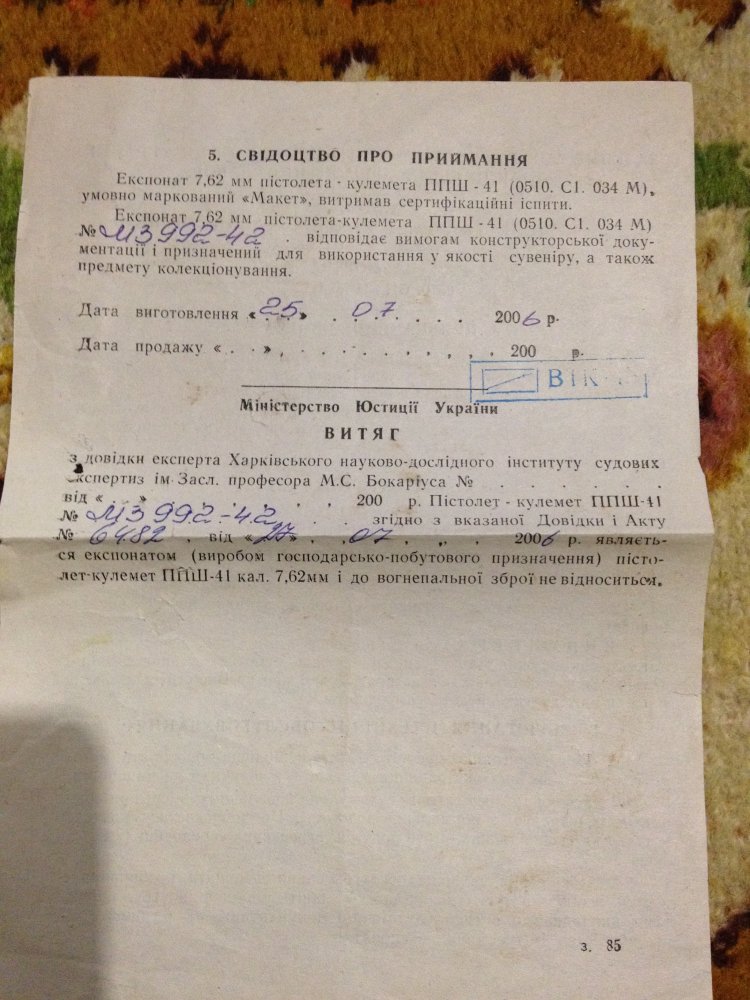 5. СВІДОЦТВО ПРО ПРИЙМАННЯ
Експонат 7,62 мм пістолета - кулемета ППШ - 41 (0510. С1. 034 М),
умовно маркований «Макет», витримав сертифікаційні іспити.
Експонат 7,62 мм пістолета-кулемета ППШ - 41 (0510. С1. 034 М)
№ МЗ 992-42 . відповідає вимогам конструкторської доку-
ментації і призначений для використання у якості сувеніру, а також
предмету колекціонування.
Дата виготовлення «25» 07 . . . . 2006 р.
Дата продажу « . . », . . . . . . . . , , , 200 р.
Міністерство Юстиції України
ВИТЯГ
з довідки експерта Харківського науково-дослідного інституту судових
експертиз ім Засл. професора М.С. Бокаріуса № . . . . . .
від « . . » . . . . . , , 200 р. Пістолет - кулемет ППШ-41
№ МЗ 992-42 . . . згідно з вказаної Довідки і Акту
№ 6482 , від «27» , 07 , ,, , 2006 р. являєть-
ся експонатом (виробом господарсько-побутового призначення) пісто-
лет-кулемет ППШ-41 кал. 7,62мм і до вогнепальної зброї не відноситься.
з. 85